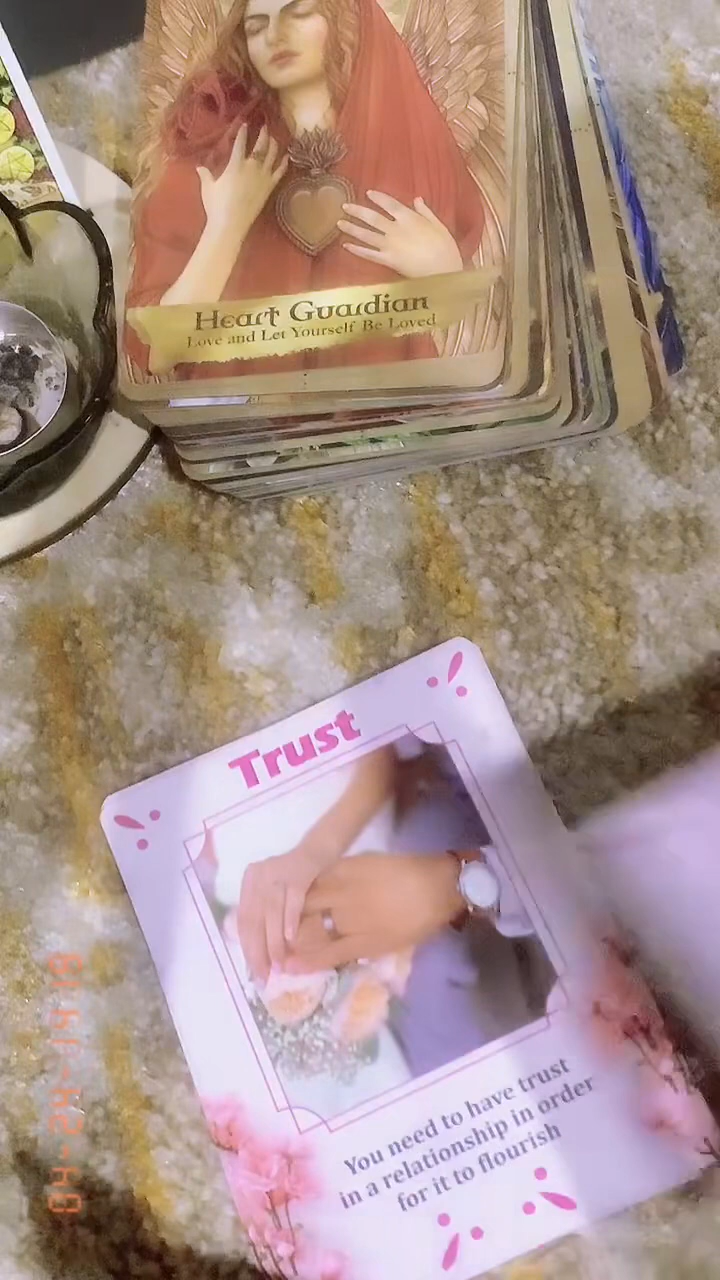 Heart Guardian
Love and Let Yourself Be Loved
Trust
You need to have trust
in a relationship in order
for it to flourish